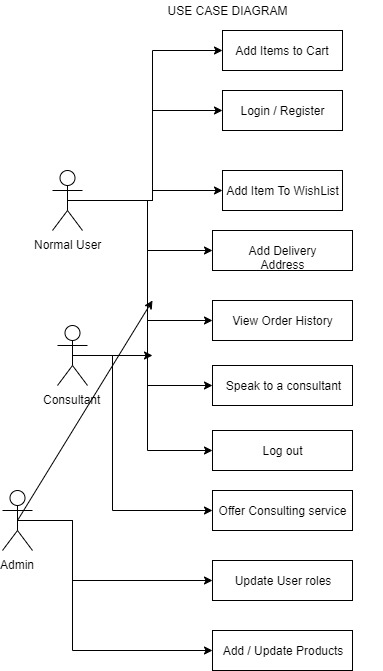 USE CASE DIAGRAM
Add Items to Cart
Login / Register
Add Item To WishList
Normal User
Add Delivery
Address
View Order History
Speak to a consultant
Consultant
Log out
Offer Consulting service
Admin
Update User roles
Add / Update Products